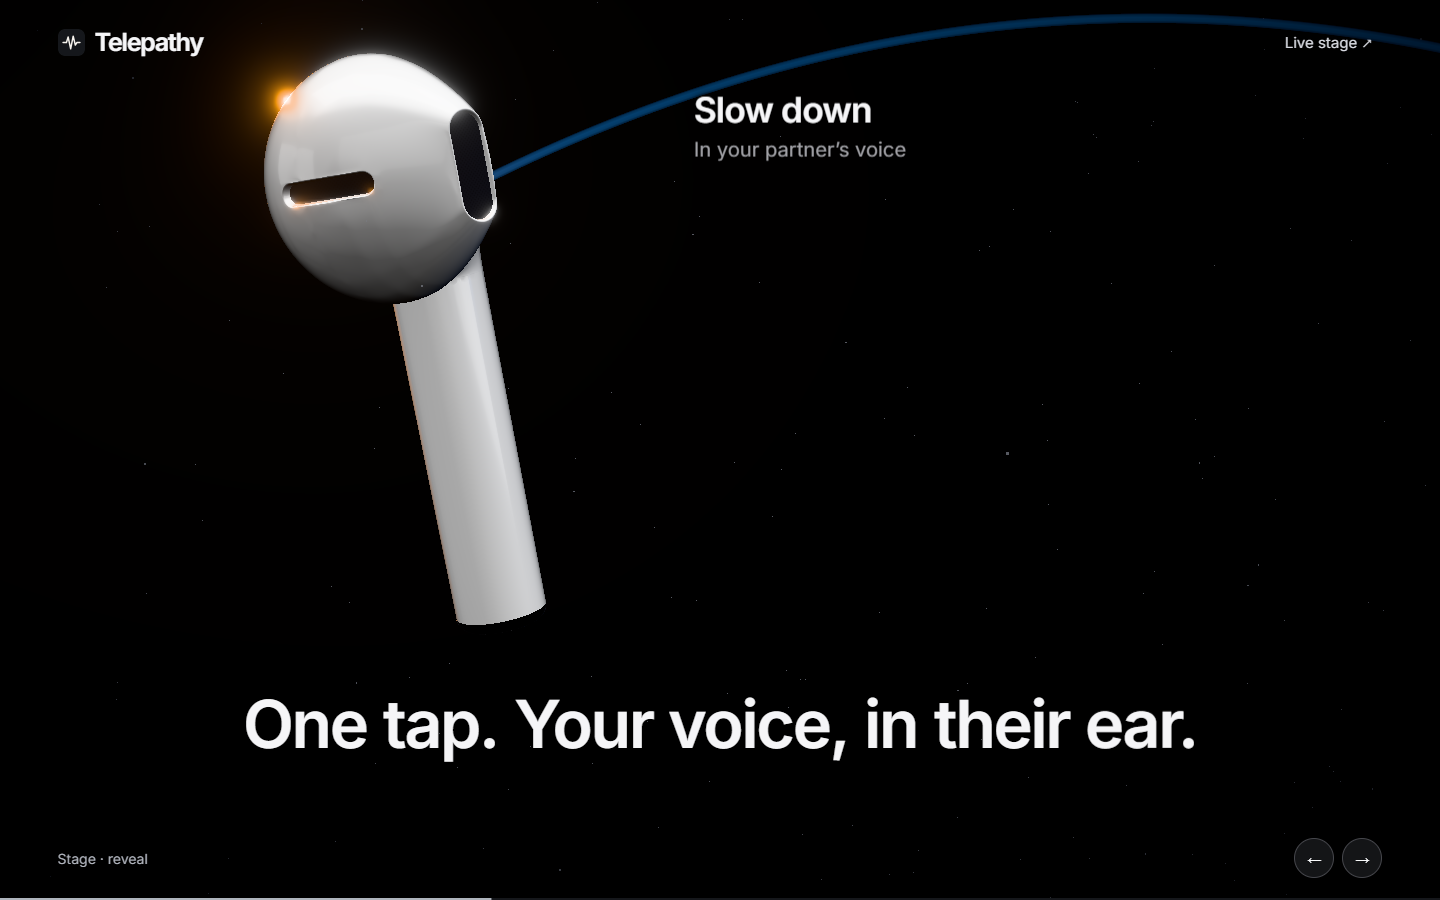 Telepathy
Live stage ↗
Slow down
In your partner’s voice
One tap. Your voice, in their ear.
Stage · reveal
← →